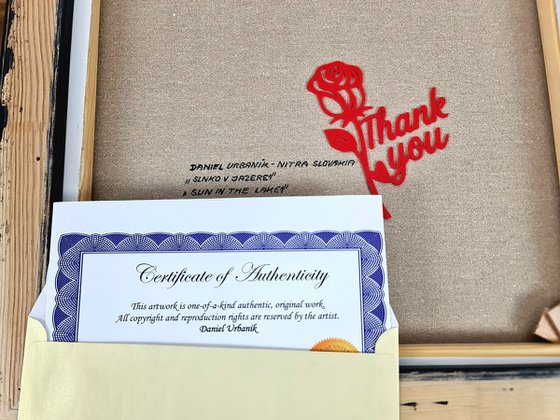 Thank
you
DANIEL URBANIK - NITRA SLOVAKIA
„ SLNKO V JAZERE"
„ SUN IN THE LAKE"
Certificate of Authenticity
This artwork is one-of-a-kind authentic, original work.
All copyright and reproduction rights are reserved by the artist.
Daniel Urbanik